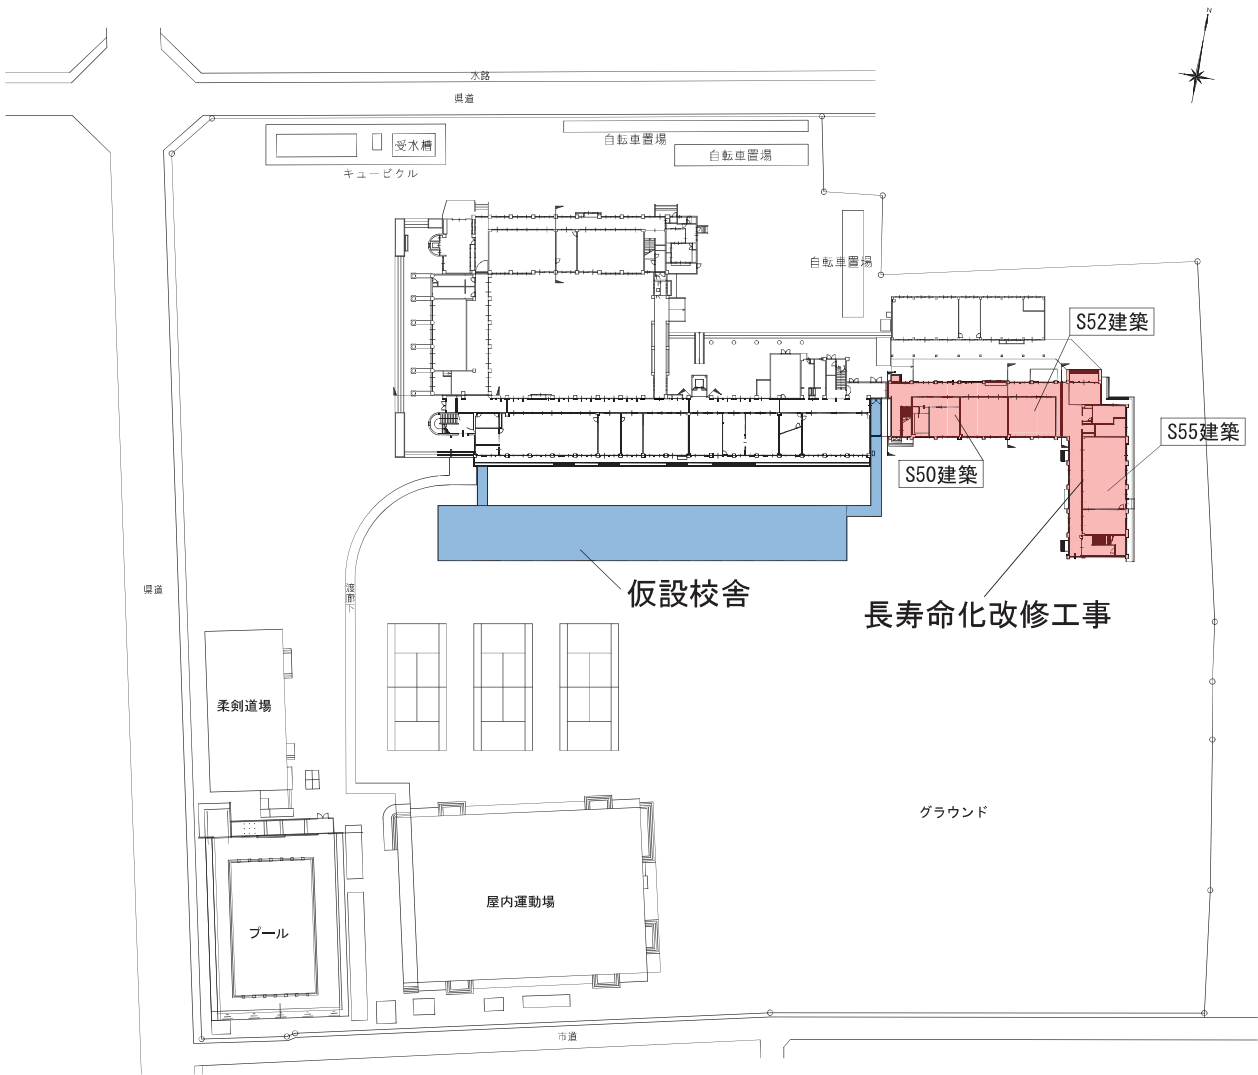 N
水路
県道
自転車置場
受水槽
自転車置場
キュービクル
自転車置場
S52建築
S55建築
S50建築
仮設校舎
長寿命化改修工事
県道
渡廊下
柔剣道場
グラウンド
屋内運動場
プール
市道